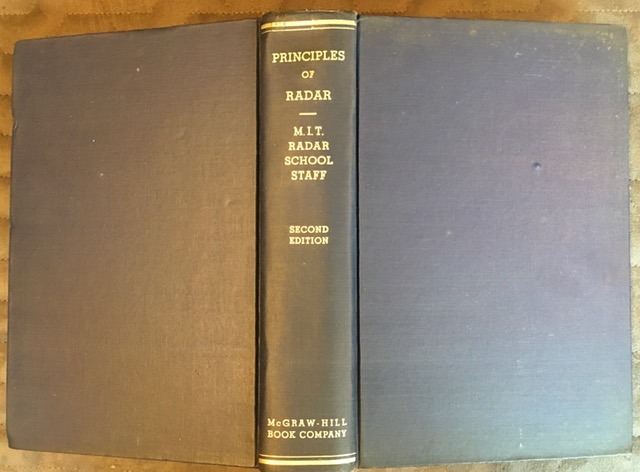 PRINCIPLES
OF
RADAR
M.I.T.
RADAR
SCHOOL
STAFF
SECOND
EDITION
McGRAW-HILL
BOOK COMPANY